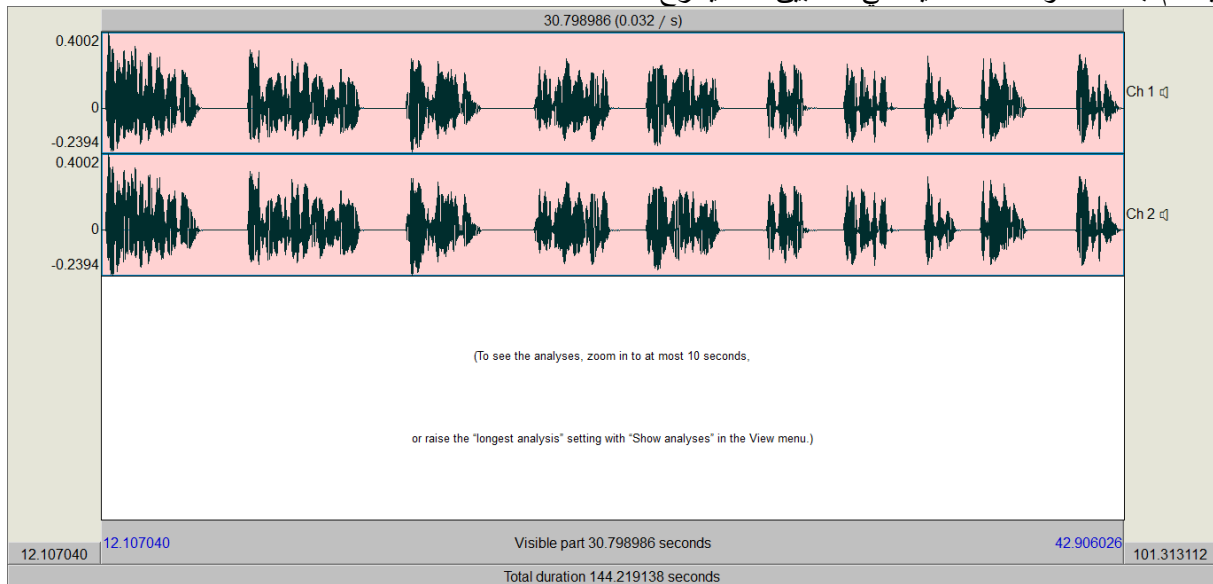 30.798986 (0.032 / s)
0.4002
0
-0.2394
Ch 1
0.4002
0
-0.2394
Ch 2
(To see the analyses, zoom in to at most 10 seconds,
or raise the “longest analysis” setting with “Show analyses” in the View menu.)
12.107040 12.107040 Visible part 30.798986 seconds 42.906026 101.313112
Total duration 144.219138 seconds